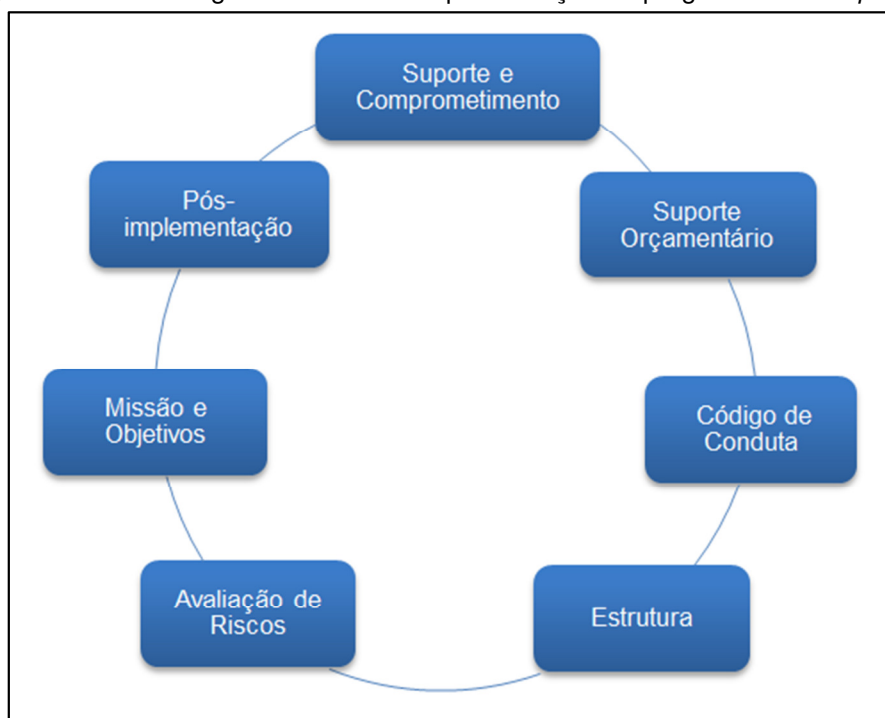 Suporte e
Comprometimento
Suporte
Orçamentário
Código de
Conduta
Estrutura
Avaliação de
Riscos
Missão e
Objetivos
Pós-
implementação